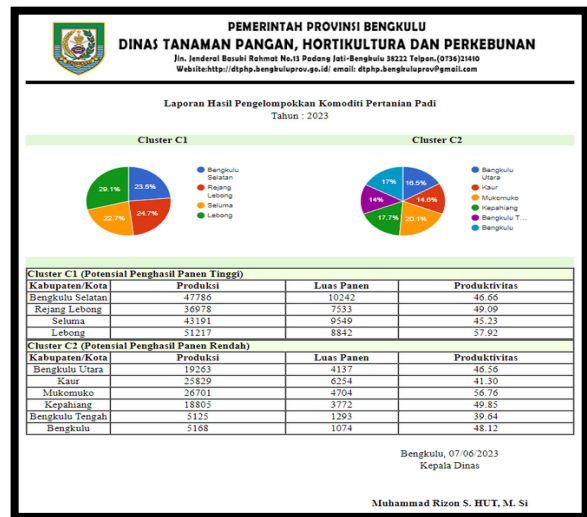 PEMERINTAH PROVINSI BENGKULU
DINAS TANAMAN PANGAN, HORTIKULTURA DAN PERKEBUNAN
Jln. Jenderal Basuki Rahmat No.13 Padang Jati-Bengkulu 38222 Telpon.(0736)21410
Website:http://dtphp.bengkuluprov.go.id/ email: dtphp.bengkuluprov@gmail.com
Laporan Hasil Pengelompokkan Komoditi Pertanian Padi
Tahun : 2023
Cluster C1 Cluster C2
29.1% 23.5% 24.7% 22.7%
Bengkulu
Selatan
Rejang
Lebong
Seluma
Lebong
17% 16.5% 14% 14.6% 17.7% 20.1%
Bengkulu
Utara
Kaur
Mukomuko
Kepahiang
Bengkulu T...
Bengkulu
Cluster C1 (Potensial Penghasil Panen Tinggi)
Kabupaten/Kota Produksi Luas Panen Produktivitas
Bengkulu Selatan 47786 10242 46.66
Rejang Lebong 36978 7533 49.09
Seluma 43191 9549 45.23
Lebong 51217 8842 57.92
Cluster C2 (Potensial Penghasil Panen Rendah)
Kabupaten/Kota Produksi Luas Panen Produktivitas
Bengkulu Utara 19263 4137 46.56
Kaur 25829 6254 41.30
Mukomuko 26701 4704 56.76
Kepahiang 18805 3772 49.85
Bengkulu Tengah 5125 1293 39.64
Bengkulu 5168 1074 48.12
Bengkulu, 07/06/2023
Kepala Dinas
Muhammad Rizon S. HUT, M. Si